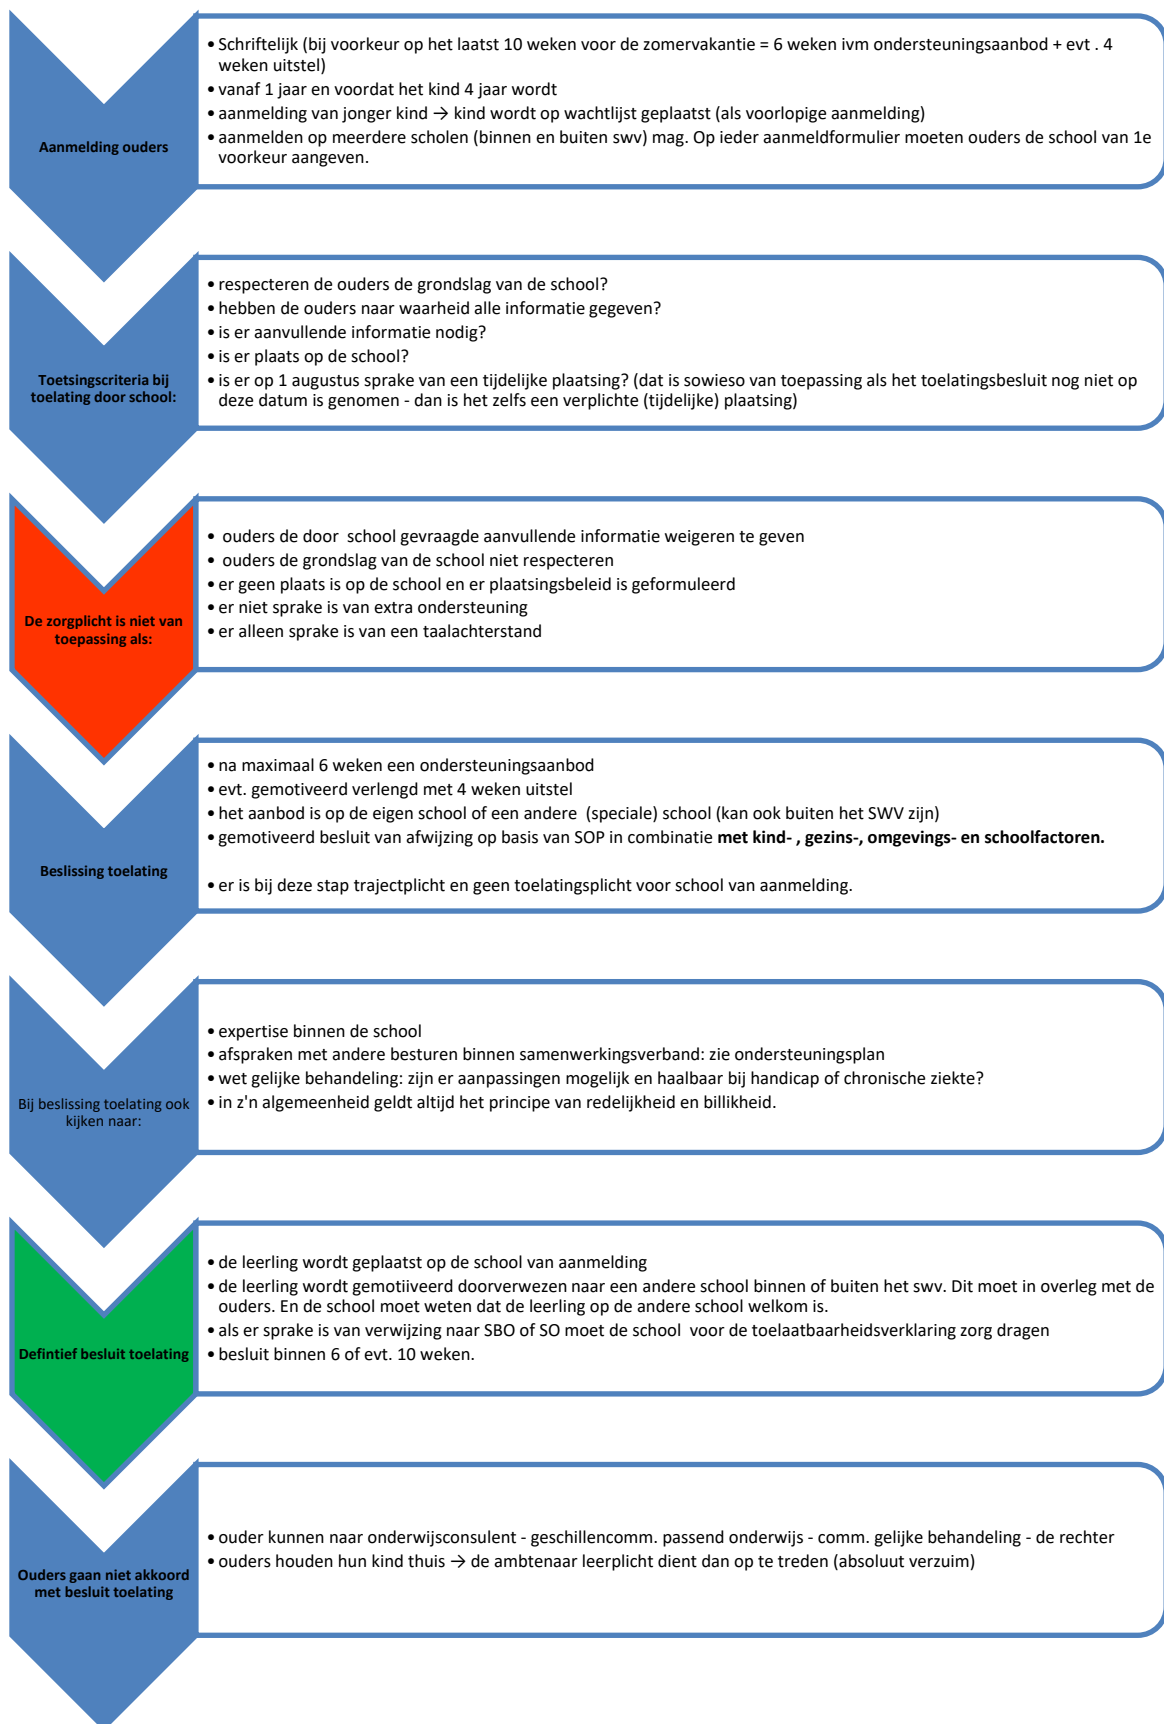 Aanmelding ouders
• Schriftelijk (bij voorkeur op het laatst 10 weken voor de zomervakantie = 6 weken ivm ondersteuningsaanbod + evt . 4
weken uitstel)
• vanaf 1 jaar en voordat het kind 4 jaar wordt
• aanmelding van jonger kind → kind wordt op wachtlijst geplaatst (als voorlopige aanmelding)
• aanmelden op meerdere scholen (binnen en buiten swv) mag. Op ieder aanmeldformulier moeten ouders de school van 1e
voorkeur aangeven.
Toetsingscriteria bij
toelating door school:
• respecteren de ouders de grondslag van de school?
• hebben de ouders naar waarheid alle informatie gegeven?
• is er aanvullende informatie nodig?
• is er plaats op de school?
• is er op 1 augustus sprake van een tijdelijke plaatsing? (dat is sowieso van toepassing als het toelatingsbesluit nog niet op
deze datum is genomen - dan is het zelfs een verplichte (tijdelijke) plaatsing)
De zorgplicht is niet van
toepassing als:
• ouders de door school gevraagde aanvullende informatie weigeren te geven
• ouders de grondslag van de school niet respecteren
• er geen plaats is op de school en er plaatsingsbeleid is geformuleerd
• er niet sprake is van extra ondersteuning
• er alleen sprake is van een taalachterstand
Beslissing toelating
• na maximaal 6 weken een ondersteuningsaanbod
• evt. gemotiveerd verlengd met 4 weken uitstel
• het aanbod is op de eigen school of een andere (speciale) school (kan ook buiten het SWV zijn)
• gemotiveerd besluit van afwijzing op basis van SOP in combinatie met kind- , gezins-, omgevings- en schoolfactoren.
• er is bij deze stap trajectplicht en geen toelatingsplicht voor school van aanmelding.
Bij beslissing toelating ook
kijken naar:
• expertise binnen de school
• afspraken met andere besturen binnen samenwerkingsverband: zie ondersteuningsplan
• wet gelijke behandeling: zijn er aanpassingen mogelijk en haalbaar bij handicap of chronische ziekte?
• in z'n algemeenheid geldt altijd het principe van redelijkheid en billikheid.
Defintief besluit toelating
• de leerling wordt geplaatst op de school van aanmelding
• de leerling wordt gemotiiveerd doorverwezen naar een andere school binnen of buiten het swv. Dit moet in overleg met de
ouders. En de school moet weten dat de leerling op de andere school welkom is.
• als er sprake is van verwijzing naar SBO of SO moet de school voor de toelaatbaarheidsverklaring zorg dragen
• besluit binnen 6 of evt. 10 weken.
Ouders gaan niet akkoord
met besluit toelating
• ouder kunnen naar onderwijsconsulent - geschillencomm. passend onderwijs - comm. gelijke behandeling - de rechter
• ouders houden hun kind thuis → de ambtenaar leerplicht dient dan op te treden (absoluut verzuim)